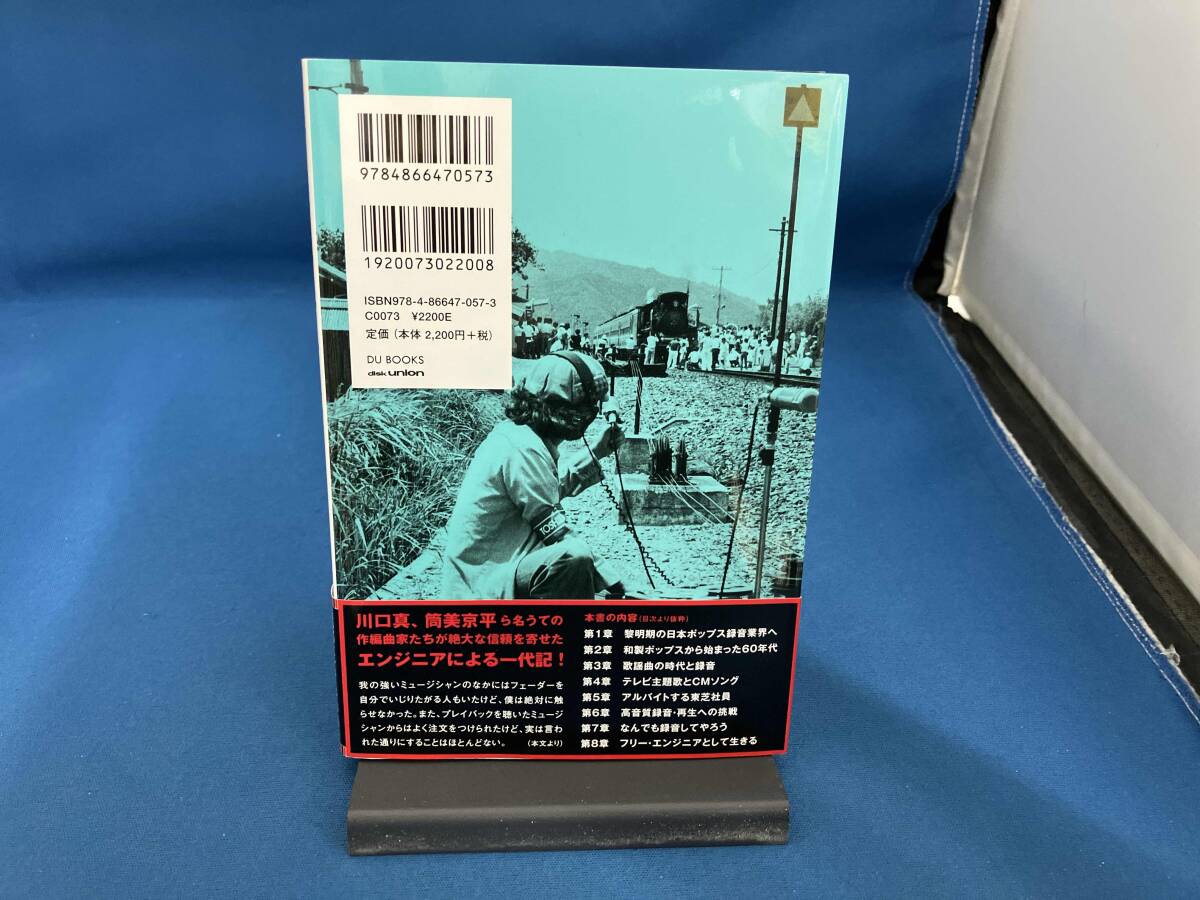 9784866470573
1920073022008
ISBN978-4-86647-057-3
C0073 ¥2200E
定価（本体 2,200円＋税）
DU BOOKS
disk union
川口真、筒美京平ら名うての
作編曲家たちが絶大な信頼を寄せた
エンジニアによる一代記！
我の強いミュージシャンのなかにはフェーダーを
自分でいじりたがる人もいたけど、僕は絶対に触
らせなかった。また、プレイバックを聴いたミュージ
シャンからはよく注文をつけられたけど、実は言わ
れた通りにすることはほとんどない。 （本文より）
本書の内容（目次より抜粋）
第1章 黎明期の日本ポップス録音業界へ
第2章 和製ポップスから始まった60年代
第3章 歌謡曲の時代と録音
第4章 テレビ主題歌とCMソング
第5章 アルバイトする東芝社員
第6章 高音質録音・再生への挑戦
第7章 なんでも録音してやろう
第8章 フリー・エンジニアとして生きる